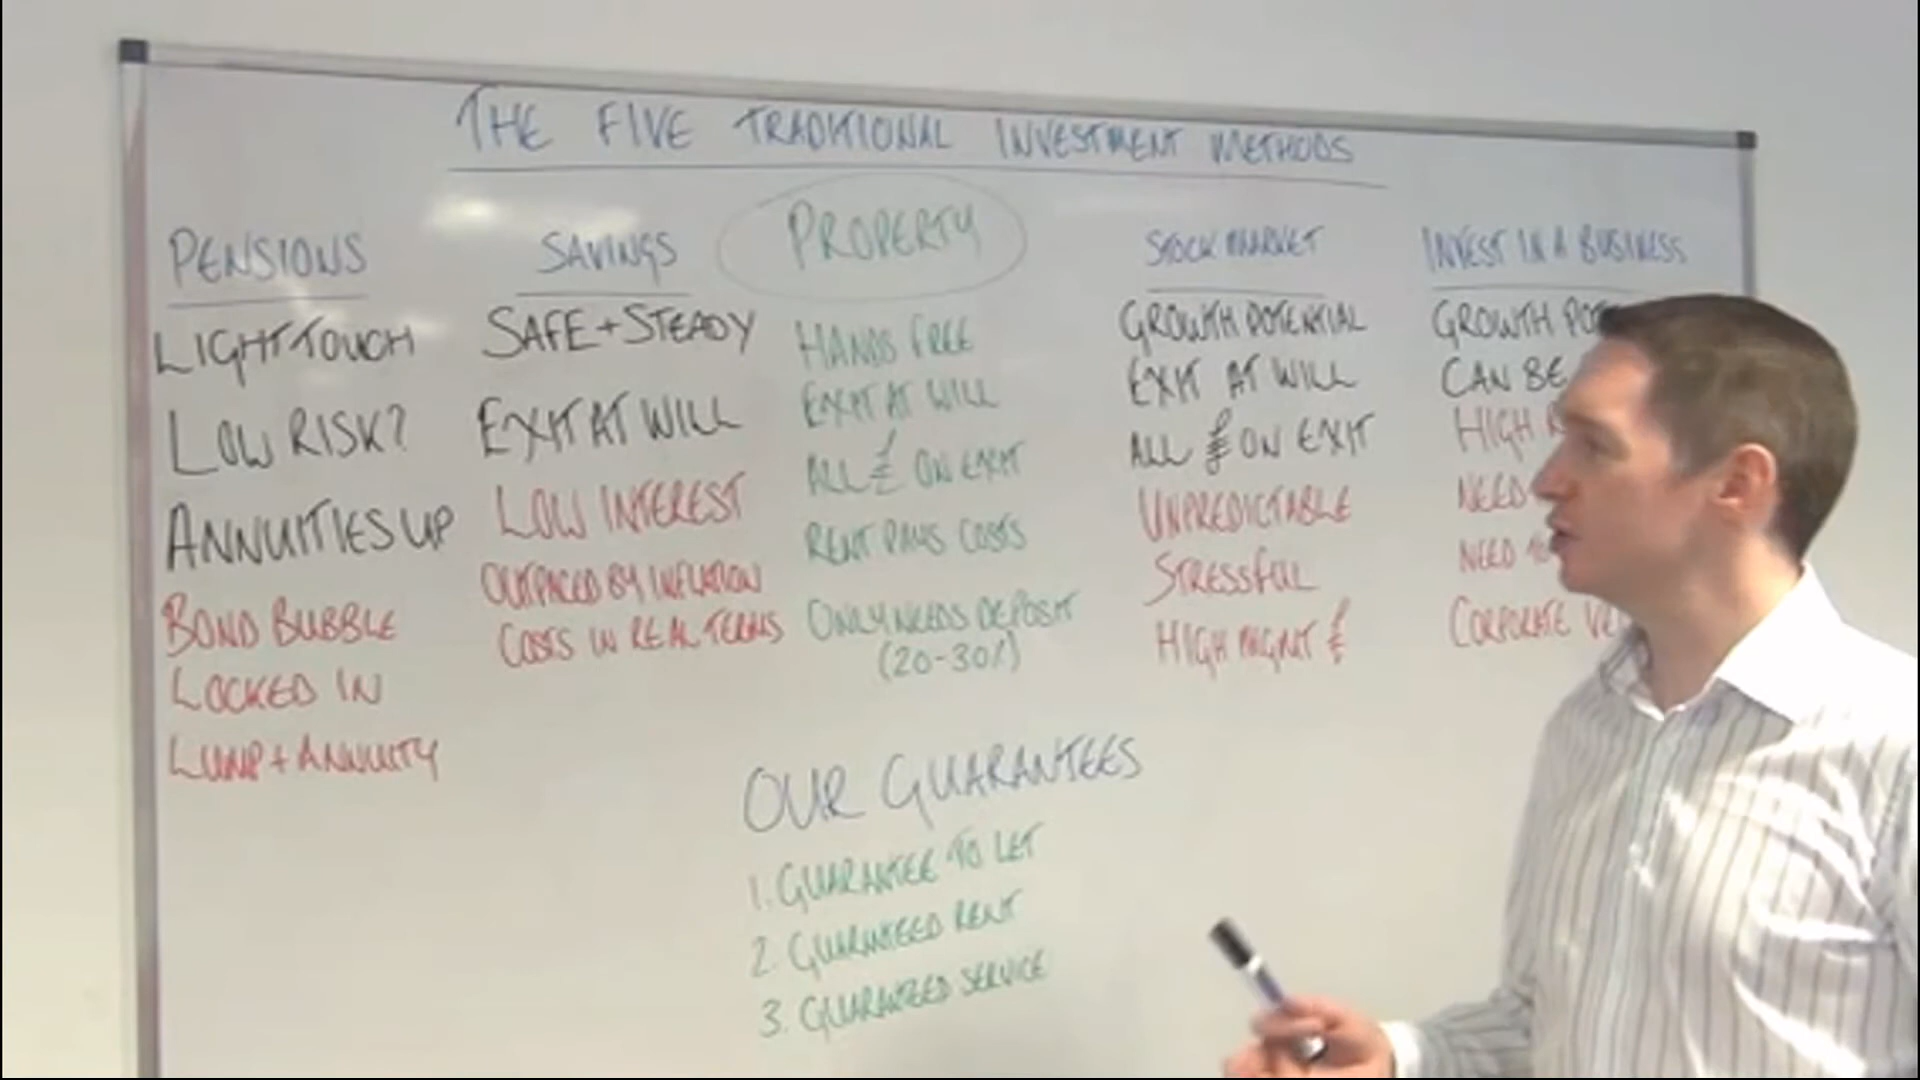 THE FIVE TRADITIONAL INVESTMENT METHODS
PENSIONS
LIGHT TOUCH
LOW RISK?
ANNUITIES UP
BOND BUBBLE
LOCKED IN
LUMP + ANNUITY
SAVINGS
SAFE + STEADY
EXIT AT WILL
LOW INTEREST
OUTPACED BY INFLATION
COSTS IN REAL TERMS
PROPERTY
HANDS FREE
EXIT AT WILL
ALL £ ON EXIT
RENT PAYS COSTS
ONLY NEEDS DEPOSIT
(20-30%)
STOCK MARKET
GROWTH POTENTIAL
EXIT AT WILL
ALL £ ON EXIT
UNPREDICTABLE
STRESSFUL
HIGH MGMT £
INVEST IN A BUSINESS
GROWTH
CAN BE
HIGH
NEED
NEED
CORPORATE
OUR GUARANTEES
1. GUARANTEE TO LET
2. GUARANTEED RENT
3. GUARANTEED SERVICE